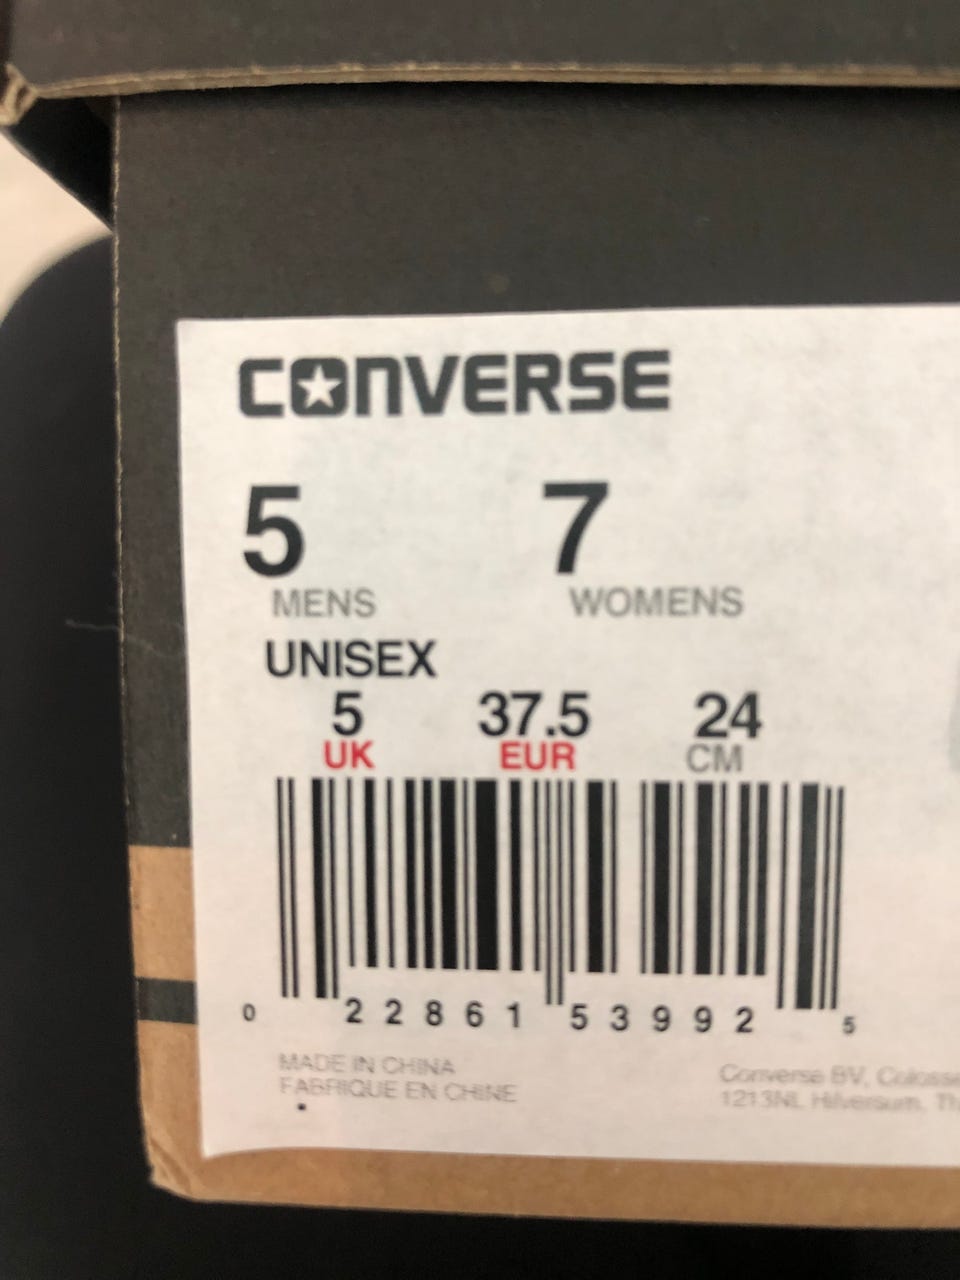 CONVERSE
5 7
MENS WOMENS
UNISEX
5 37.5 24
UK EUR CM
0 22861 53992 5
MADE IN CHINA
FABRIQUE EN CHINE
Converse BV,
1213NL Hilversum.